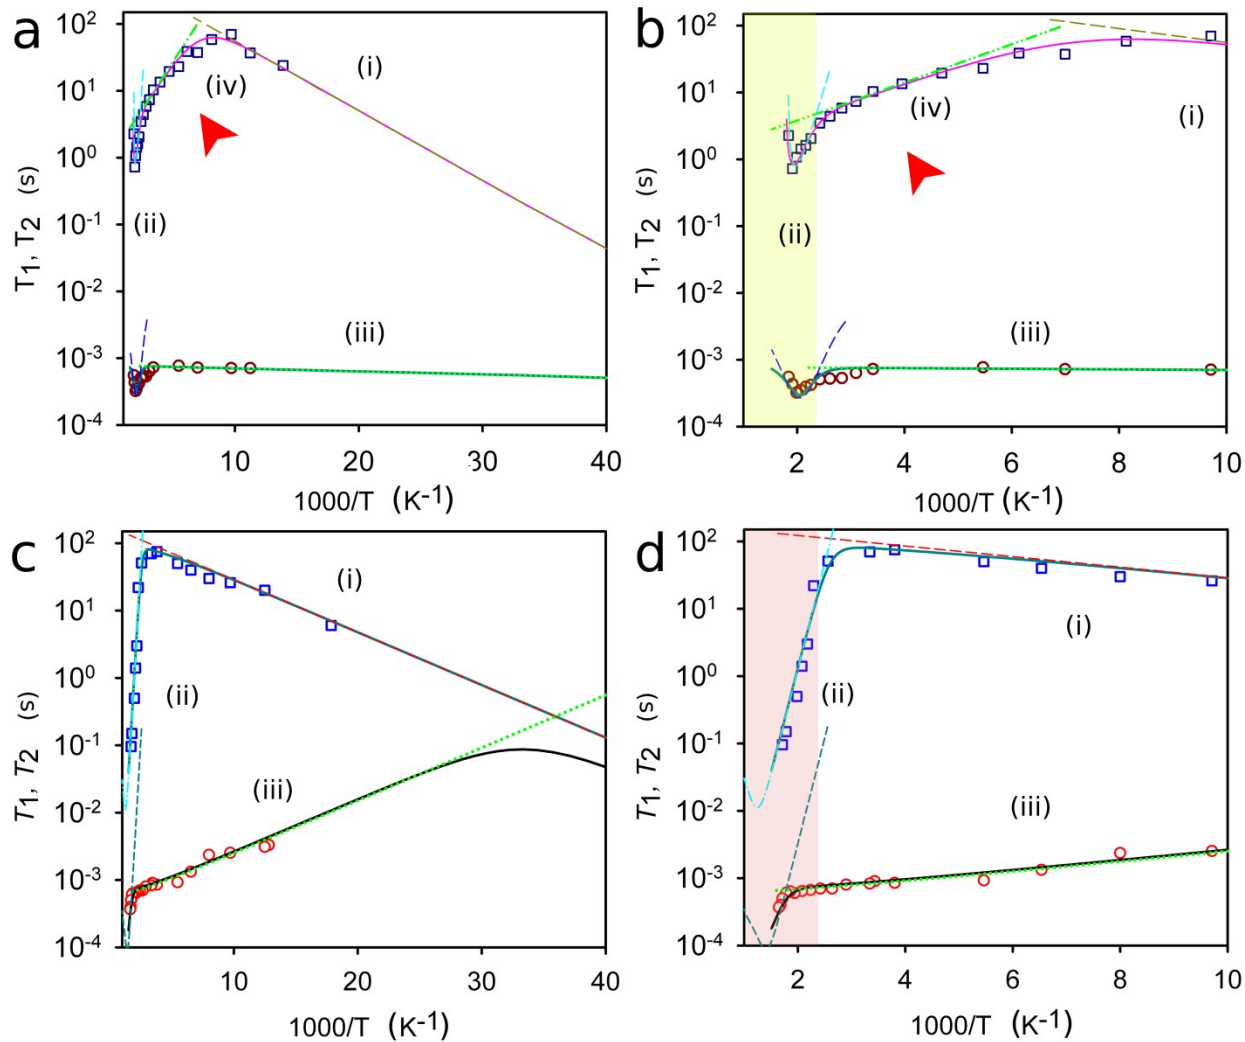 a
10²
10¹
10⁰
10⁻¹
10⁻²
10⁻³
10⁻⁴
T₁, T₂ (s)
(i)
(iv)
(ii)
(iii)
10 20 30 40
1000/T (K⁻¹)
b
10²
10¹
10⁰
10⁻¹
10⁻²
10⁻³
10⁻⁴
T₁, T₂ (s)
(iv)
(i)
(ii)
(iii)
2 4 6 8 10
1000/T (K⁻¹)
c
10²
10¹
10⁰
10⁻¹
10⁻²
10⁻³
10⁻⁴
T₁, T₂ (s)
(i)
(ii)
(iii)
10 20 30 40
1000/T (K⁻¹)
d
10²
10¹
10⁰
10⁻¹
10⁻²
10⁻³
10⁻⁴
T₁, T₂ (s)
(i)
(ii)
(iii)
2 4 6 8 10
1000/T (K⁻¹)